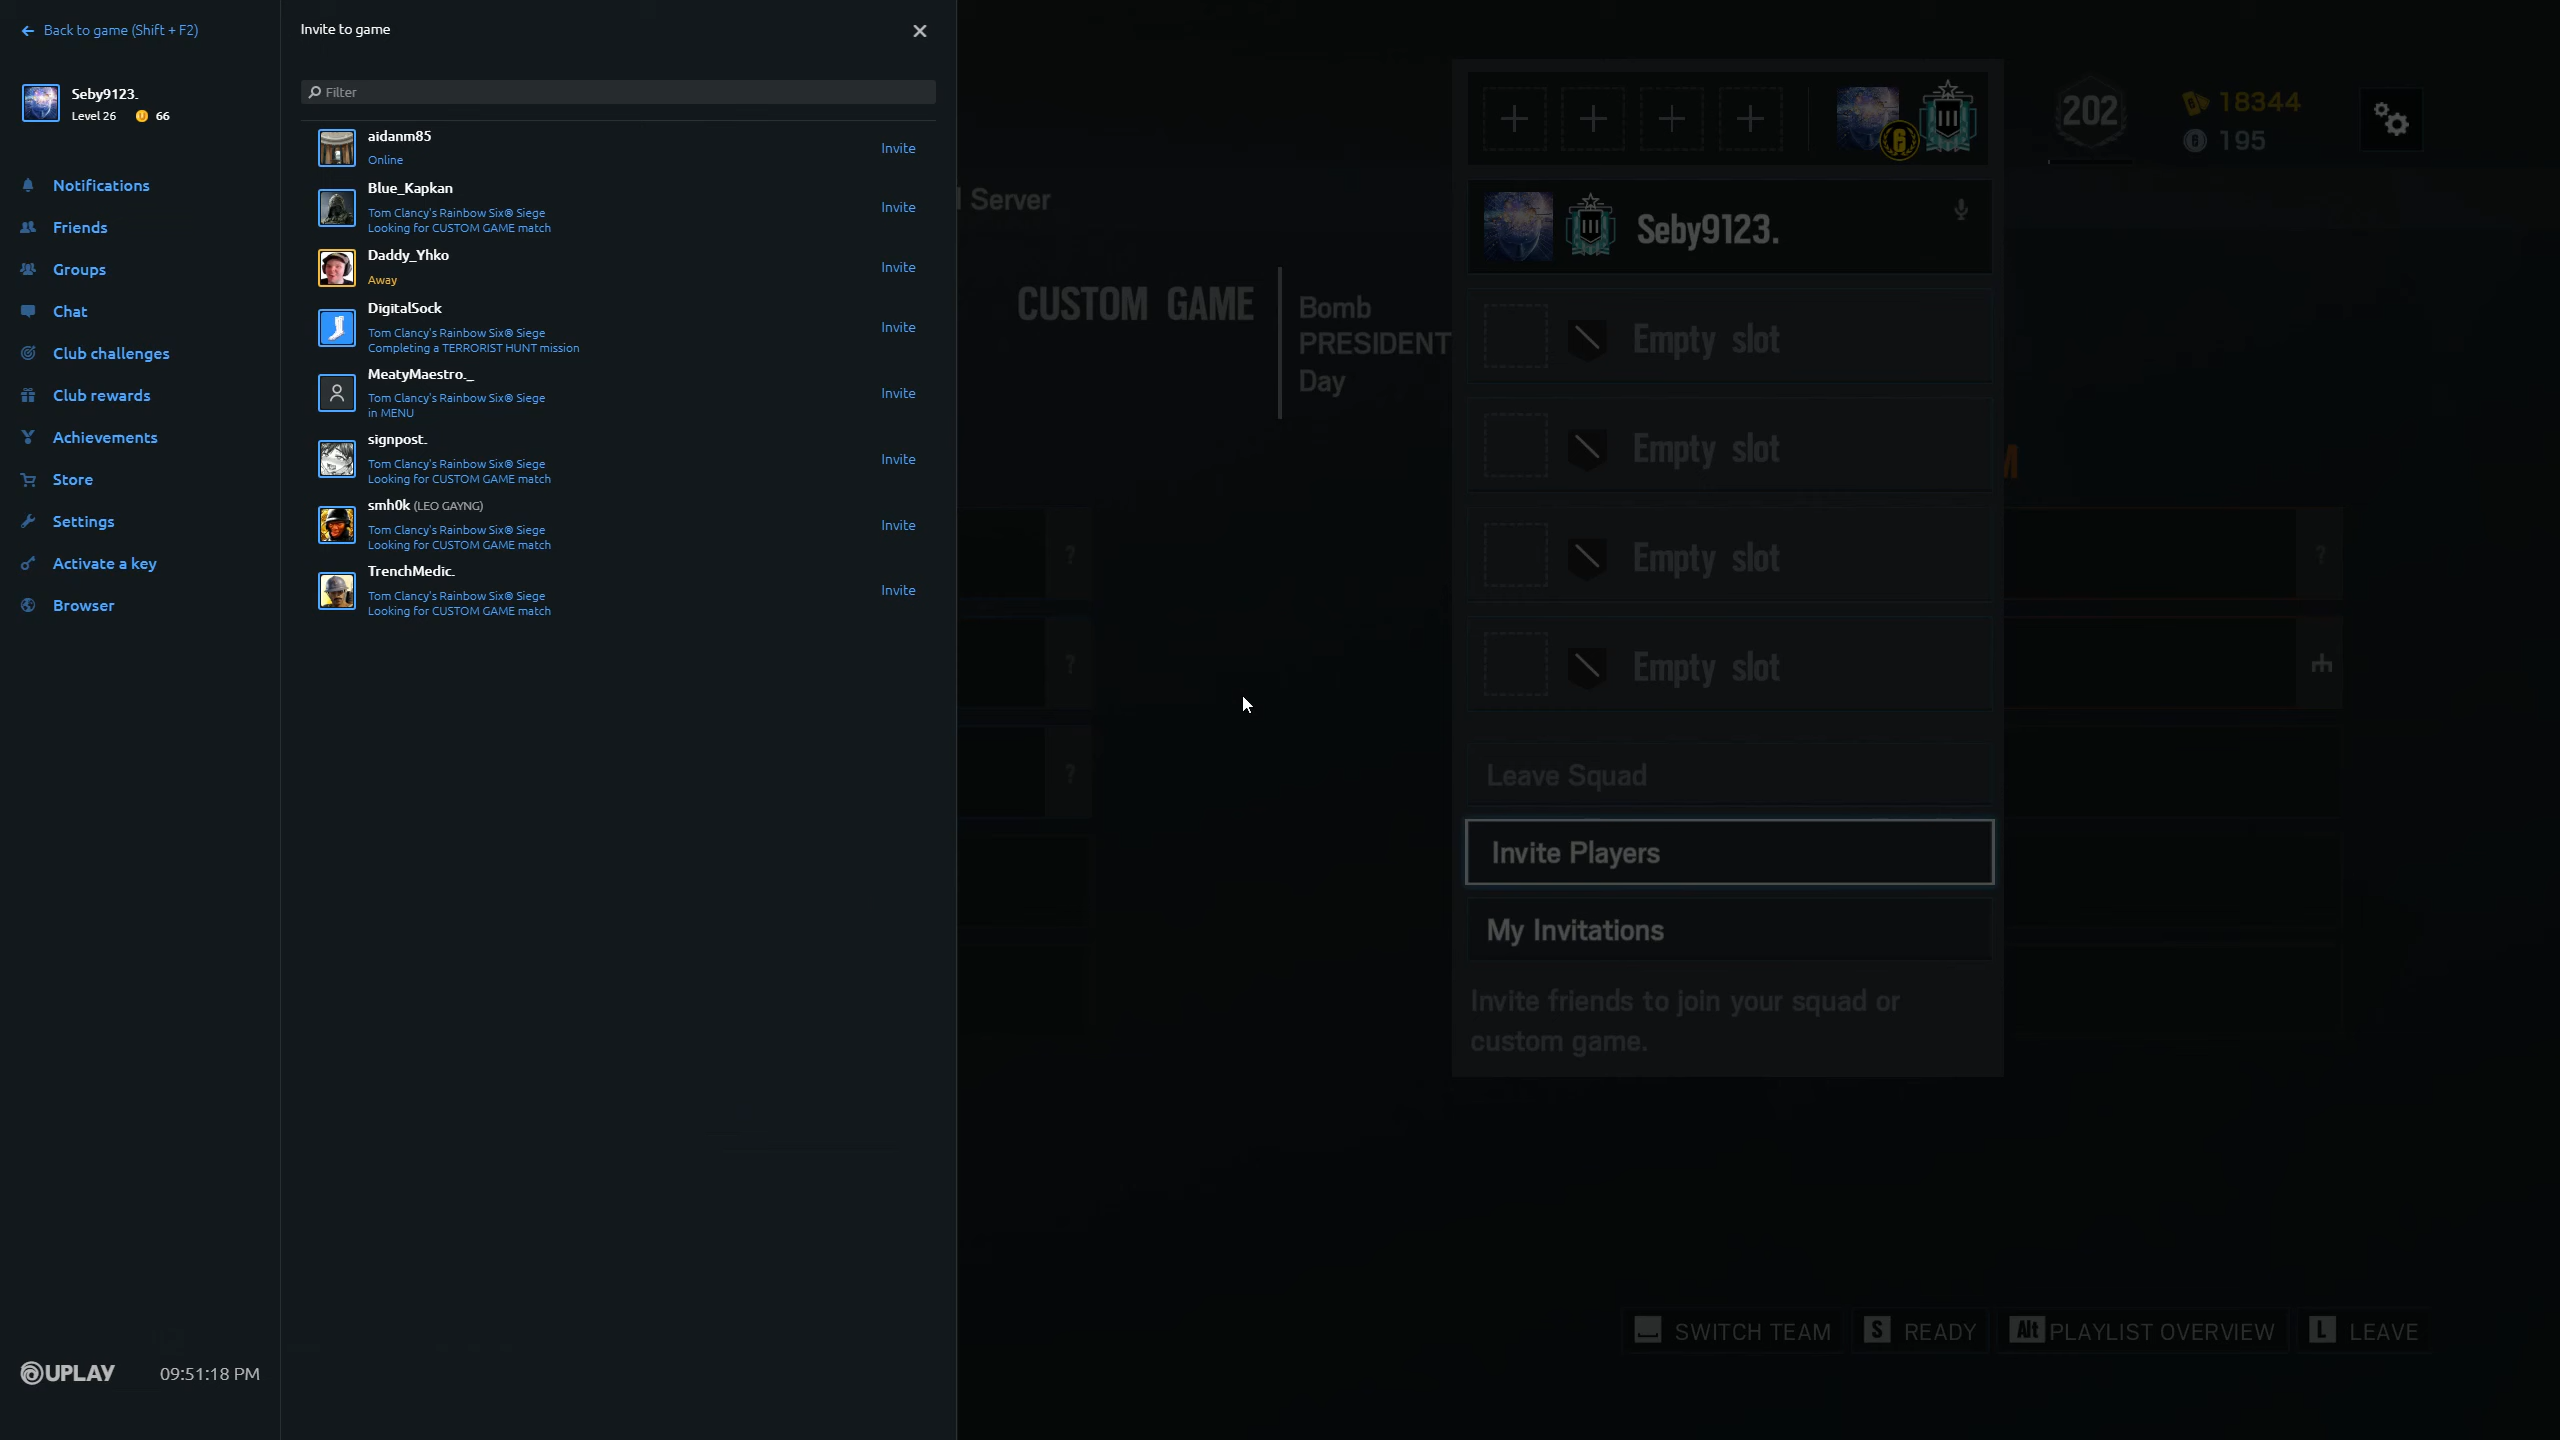 Back to game (Shift + F2)
Seby9123.
Level 26 66
Notifications
Friends
Groups
Chat
Club challenges
Club rewards
Achievements
Store
Settings
Activate a key
Browser
UPLAY 09:51:18 PM
Invite to game
Filter
aidanm85
Online
Invite
Blue_Kapkan
Tom Clancy's Rainbow Six® Siege
Looking for CUSTOM GAME match
Invite
Daddy_Yhko
Away
Invite
DigitalSock
Tom Clancy's Rainbow Six® Siege
Completing a TERRORIST HUNT mission
Invite
MeatyMaestro._
Tom Clancy's Rainbow Six® Siege
in MENU
Invite
signpost.
Tom Clancy's Rainbow Six® Siege
Looking for CUSTOM GAME match
Invite
smh0k (LEO GAYNG)
Tom Clancy's Rainbow Six® Siege
Looking for CUSTOM GAME match
Invite
TrenchMedic.
Tom Clancy's Rainbow Six® Siege
Looking for CUSTOM GAME match
Invite
Server
CUSTOM GAME
Bomb
PRESIDENT
Day
?
?
?
III
202
18344
195
III Seby9123.
Empty slot
Empty slot
Empty slot
Empty slot
Leave Squad
Invite Players
My Invitations
Invite friends to join your squad or
custom game.
?
SWITCH TEAM S READY Alt PLAYLIST OVERVIEW L LEAVE